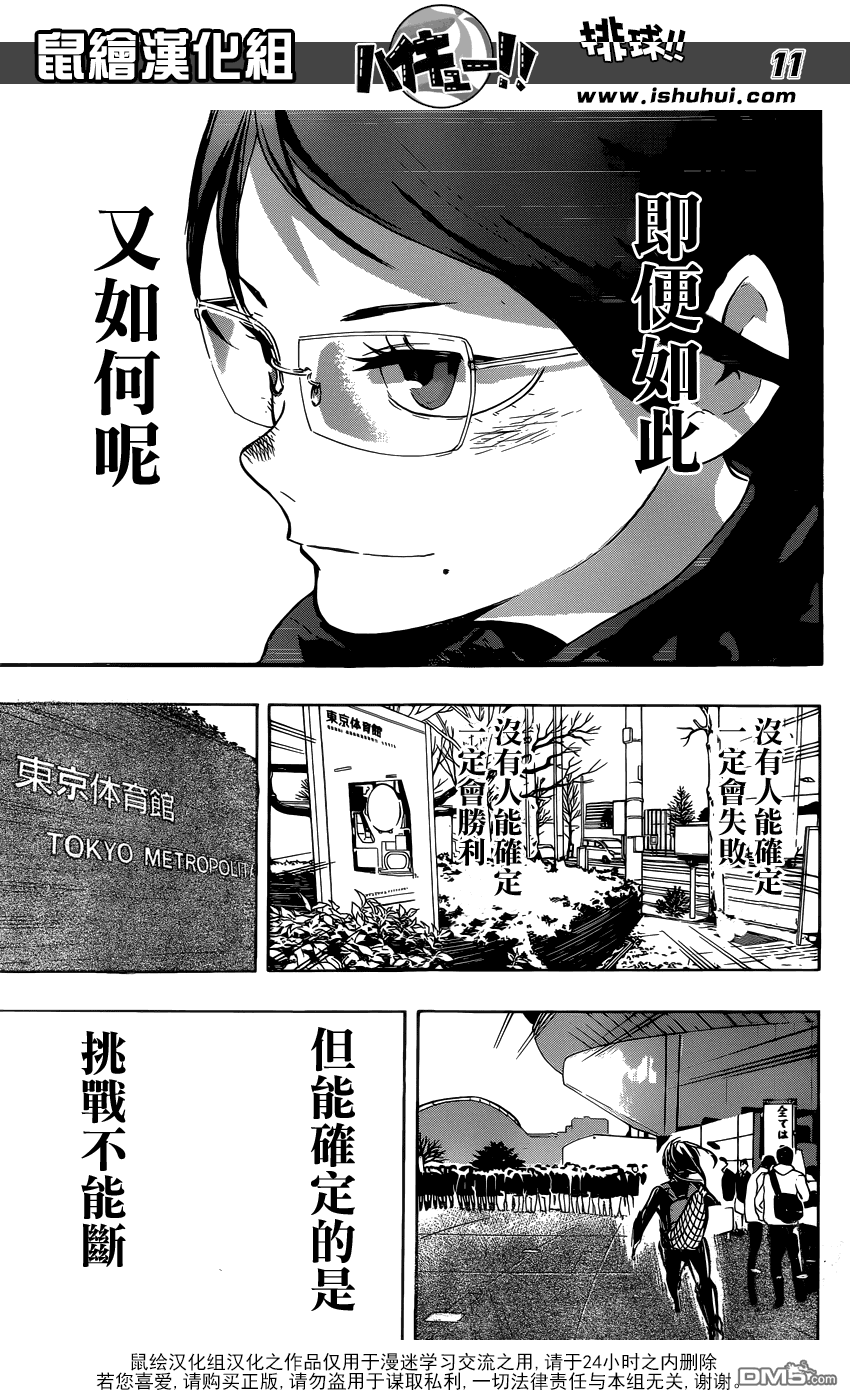 鼠繪漢化組
ハイキュー!!
排球!!
11
www.ishuhui.com
即便如此
又如何呢
沒有人能確定
一定會失敗
沒有人能確定
一定會勝利
東京体育館
東京体育館
TOKYO METROPOLITA
全ては
但能確定的是
挑戰不能斷
鼠绘汉化组汉化之作品仅用于漫迷学习交流之用, 请于24小时之内删除
若您喜爱, 请购买正版, 请勿盗用于谋取私利, 一切法律责任与本组无关, 谢谢.
DM5.com